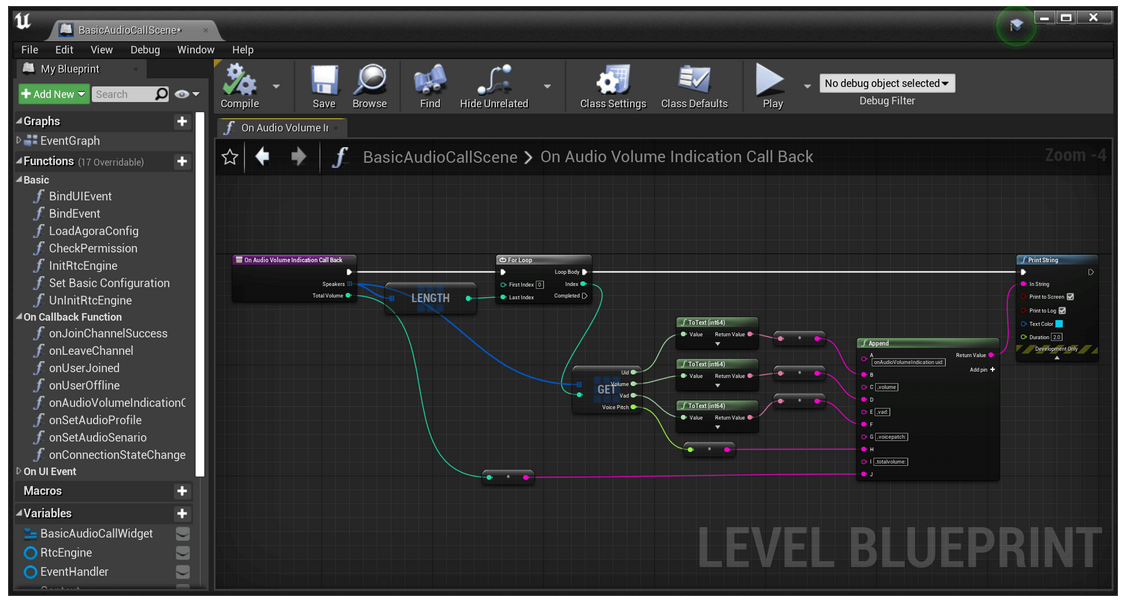 BasicAudioCallScene*
File Edit View Debug Window Help
My Blueprint
Add New
Search
Compile
Save
Browse
Find
Hide Unrelated
Class Settings
Class Defaults
Play
No debug object selected
Debug Filter
Graphs
EventGraph
Functions (17 Overridable)
Basic
BindUIEvent
BindEvent
LoadAgoraConfig
CheckPermission
InitRtcEngine
Set Basic Configuration
UnInitRtcEngine
On Callback Function
onJoinChannelSuccess
onLeaveChannel
onUserJoined
onUserOffline
onAudioVolumeIndicationC
onSetAudioProfile
onSetAudioSenario
onConnectionStateChange
On UI Event
Macros
Variables
BasicAudioCallWidget
RtcEngine
EventHandler
On Audio Volume Ir
BasicAudioCallScene > On Audio Volume Indication Call Back
Zoom -4
On Audio Volume Indication Call Back
Speakers
Total Volume
LENGTH
For Loop
First Index 0
Last Index
Loop Body
Index
Completed
GET
Uid
Volume
Vad
Voice Pitch
ToText (int64)
Value Return Value
ToText (int64)
Value Return Value
ToText (int64)
Value Return Value
Append
A
onAudioVolumeIndication uid:
Return Value
Add pin +
B
C ,volume:
D
E ,vad:
F
G ,voicepatch:
H
I ,totalvolume:
J
Print String
In String
Print to Screen
Print to Log
Text Color
Duration 2.0
Development Only
LEVEL BLUEPRINT